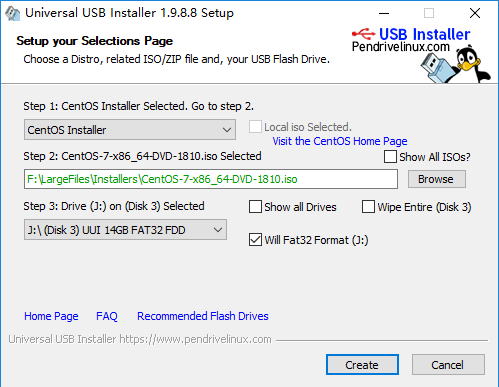 Universal USB Installer 1.9.8.8 Setup
Setup your Selections Page
Choose a Distro, related ISO/ZIP file and, your USB Flash Drive.
USB Installer
Pendrivelinux.com
Step 1: CentOS Installer Selected. Go to step 2.
CentOS Installer
Local iso Selected.
Visit the CentOS Home Page
Step 2: CentOS-7-x86_64-DVD-1810.iso Selected
Show All ISOs?
F:\LargeFiles\Installers\CentOS-7-x86_64-DVD-1810.iso
Browse
Step 3: Drive (J:) on (Disk 3) Selected
Show all Drives
Wipe Entire (Disk 3)
J:\ (Disk 3) UUI 14GB FAT32 FDD
Will Fat32 Format (J:)
Home Page
FAQ
Recommended Flash Drives
Universal USB Installer https://www.pendrivelinux.com
Create
Cancel